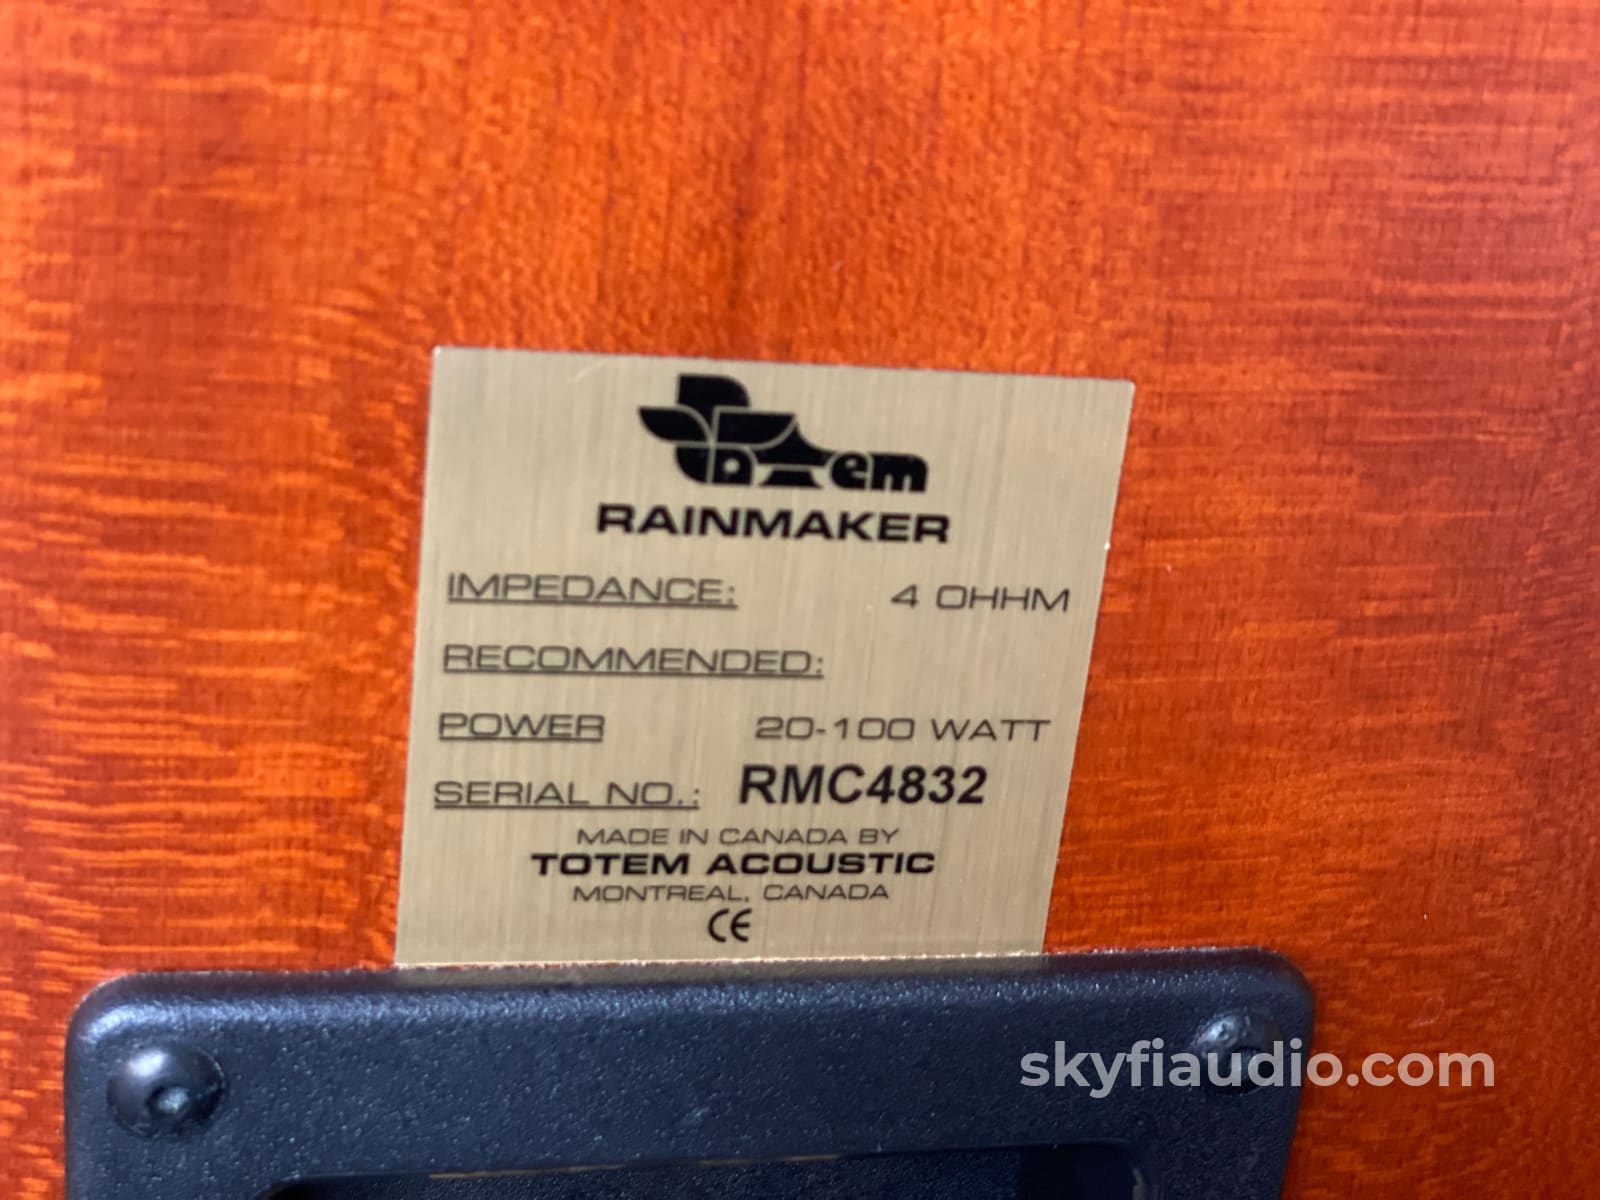 Totem
RAINMAKER
IMPEDANCE: 4 OHHM
RECOMMENDED:
POWER 20-100 WATT
SERIAL NO.: RMC4832
MADE IN CANADA BY
TOTEM ACOUSTIC
MONTREAL, CANADA
CE
skyfiaudio.com